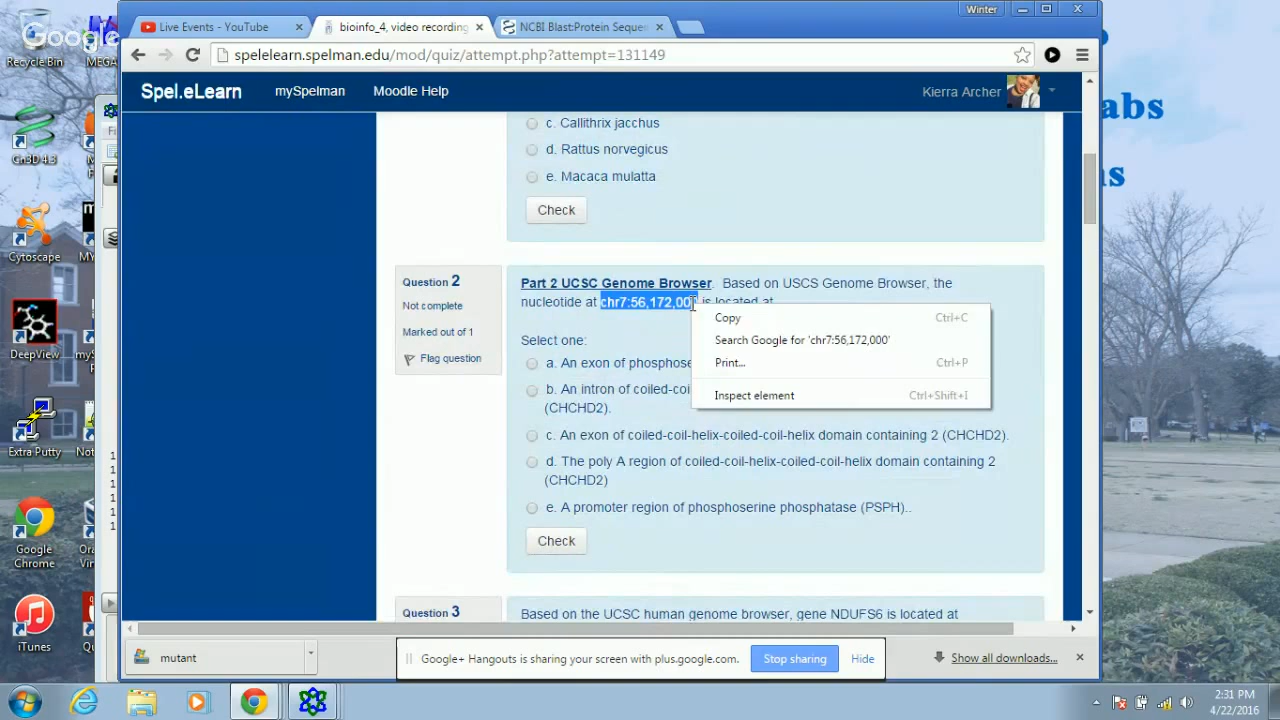 Winter
Live Events - YouTube
bioinfo_4, video recording
NCBI Blast:Protein Sequen
spelelearn.spelman.edu/mod/quiz/attempt.php?attempt=131149
Google
Recycle Bin
MEGA
Spel.eLearn
mySpelman
Moodle Help
Kierra Archer
abs
c. Callithrix jacchus
d. Rattus norvegicus
Cn3D 4.3
e. Macaca mulatta
Check
Cytoscape
Question 2
Not complete
Marked out of 1
Flag question
Part 2 UCSC Genome Browser. Based on USCS Genome Browser, the
nucleotide at chr7:56,172,00 is located at
Copy Ctrl+C
Search Google for 'chr7:56,172,000'
Print... Ctrl+P
Inspect element Ctrl+Shift+I
Select one:
a. An exon of phosphose
b. An intron of coiled-coi
(CHCHD2).
c. An exon of coiled-coil-helix-coiled-coil-helix domain containing 2 (CHCHD2).
d. The poly A region of coiled-coil-helix-coiled-coil-helix domain containing 2
(CHCHD2)
e. A promoter region of phosphoserine phosphatase (PSPH)..
Check
DeepView
Extra Putty
Google
Chrome
iTunes
Question 3
Based on the UCSC human genome browser, gene NDUFS6 is located at
mutant
Google+ Hangouts is sharing your screen with plus.google.com.
Stop sharing
Hide
Show all downloads...
2:31 PM
4/22/2016